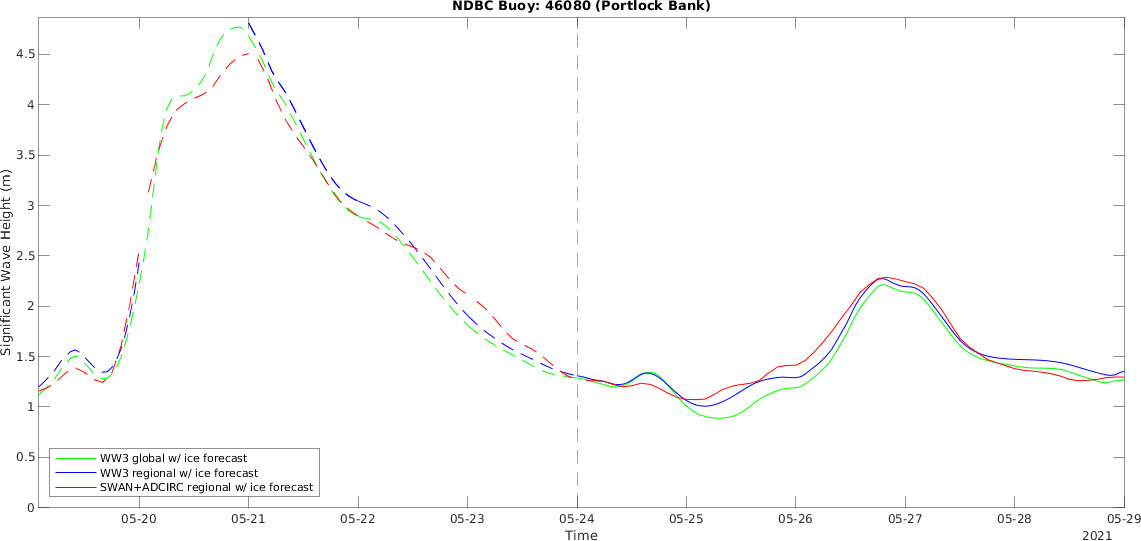 NDBC Buoy: 46080 (Portlock Bank)
Significant Wave Height (m)
4.5
4
3.5
3
2.5
2
1.5
1
0.5
0
WW3 global w/ ice forecast
WW3 regional w/ ice forecast
SWAN+ADCIRC regional w/ ice forecast
05-20 05-21 05-22 05-23 05-24 05-25 05-26 05-27 05-28 05-29
Time
2021